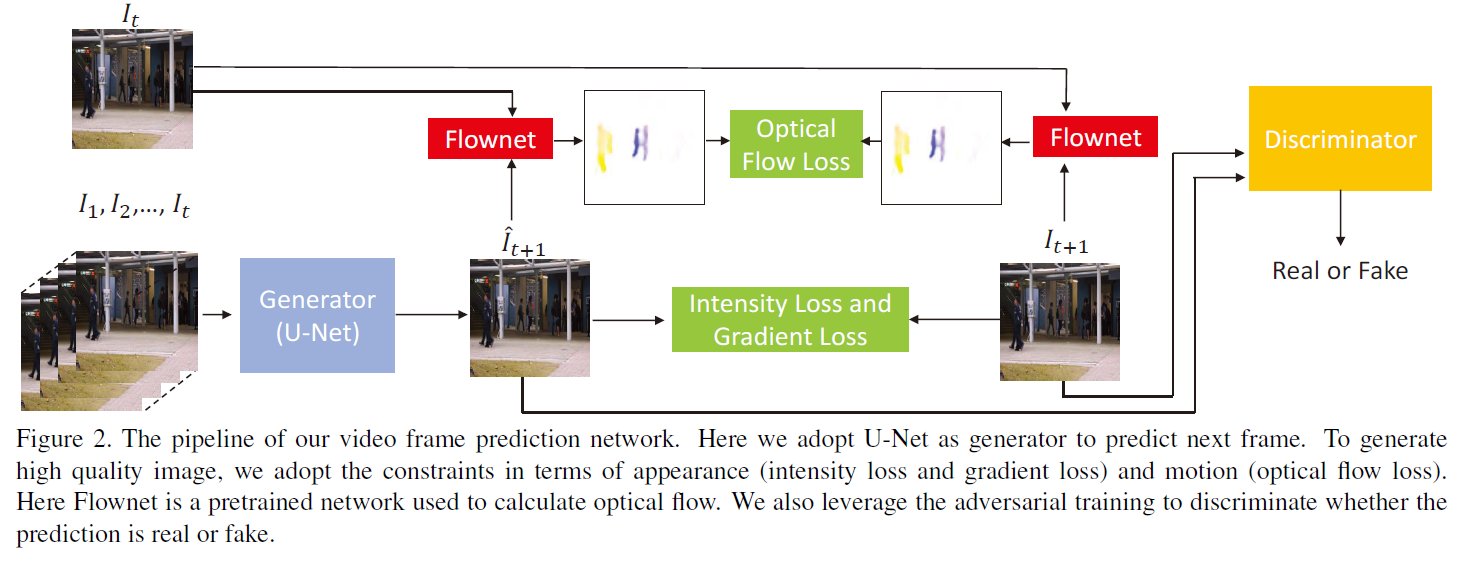 I_t
Flownet
Optical
Flow Loss
Flownet
Discriminator
I_1, I_2,…, I_t
Î_{t+1}
I_{t+1}
Real or Fake
Generator
(U-Net)
Intensity Loss and
Gradient Loss
Figure 2. The pipeline of our video frame prediction network. Here we adopt U-Net as generator to predict next frame. To generate
high quality image, we adopt the constraints in terms of appearance (intensity loss and gradient loss) and motion (optical flow loss).
Here Flownet is a pretrained network used to calculate optical flow. We also leverage the adversarial training to discriminate whether the
prediction is real or fake.